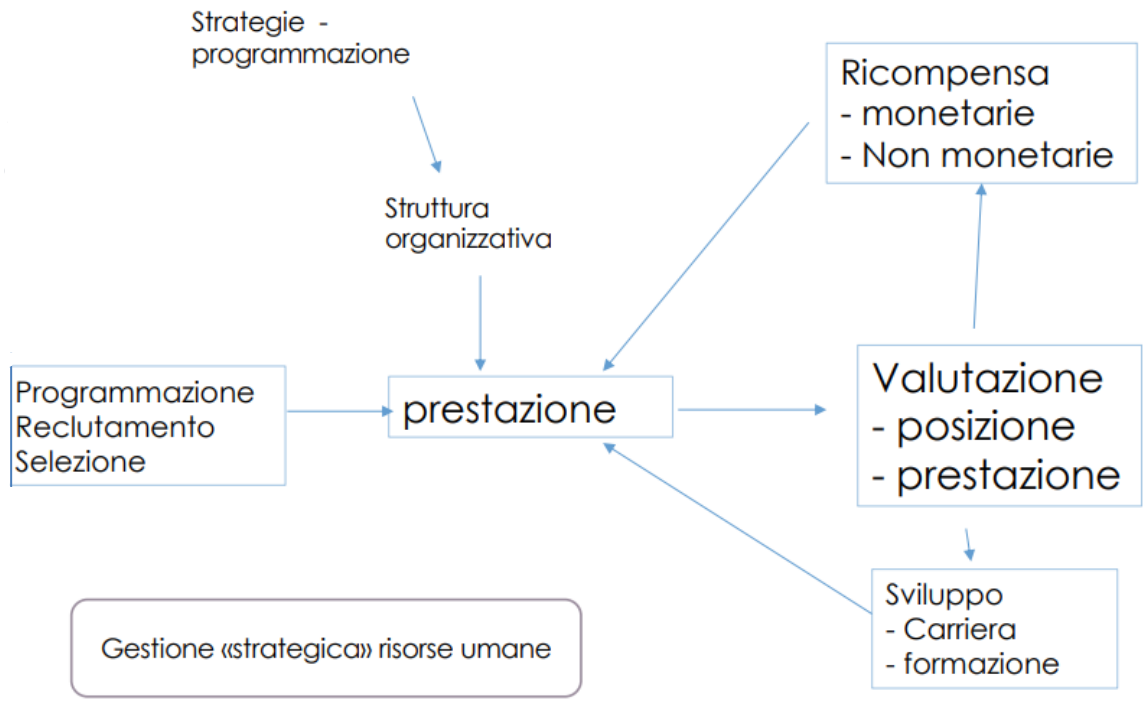 Strategie -
programmazione
Ricompensa
- monetarie
- Non monetarie
Struttura
organizzativa
Programmazione
Reclutamento
Selezione
prestazione
Valutazione
- posizione
- prestazione
Sviluppo
- Carriera
- formazione
Gestione «strategica» risorse umane